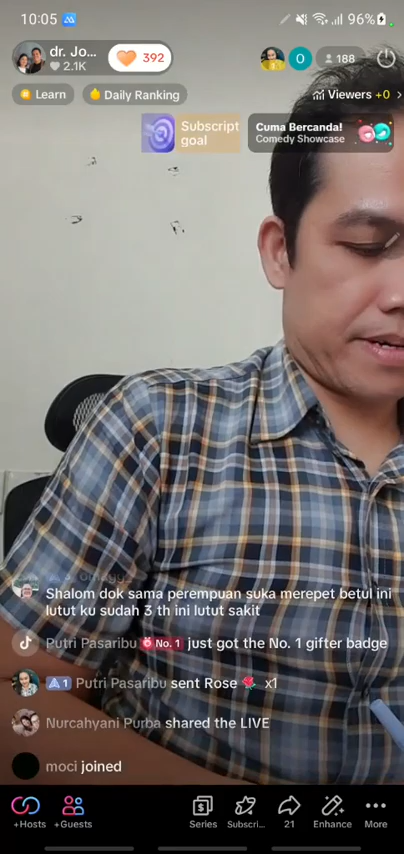 10:05
96%
dr. Jo...
2.1K
392
O
188
Learn
Daily Ranking
Viewers +0 >
Subscript
goal
Cuma Bercanda!
Comedy Showcase
Shalom dok sama perempuan suka merepet betul ini
lutut ku sudah 3 th ini lutut sakit
Putri Pasaribu No. 1 just got the No. 1 gifter badge
1 Putri Pasaribu sent Rose x1
Nurcahyani Purba shared the LIVE
moci joined
+Hosts
+Guests
Series
Subscri...
21
Enhance
More